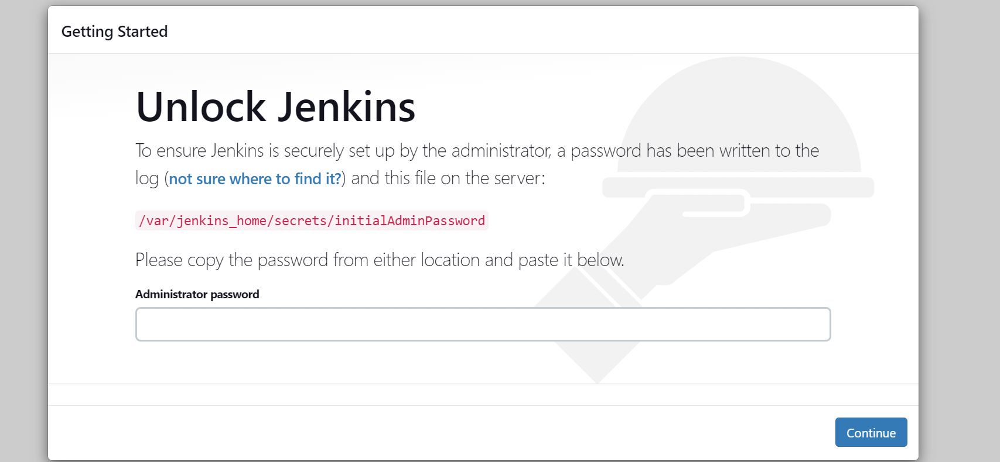 Getting Started
Unlock Jenkins
To ensure Jenkins is securely set up by the administrator, a password has been written to the
log (not sure where to find it?) and this file on the server:
/var/jenkins_home/secrets/initialAdminPassword
Please copy the password from either location and paste it below.
Administrator password
Continue